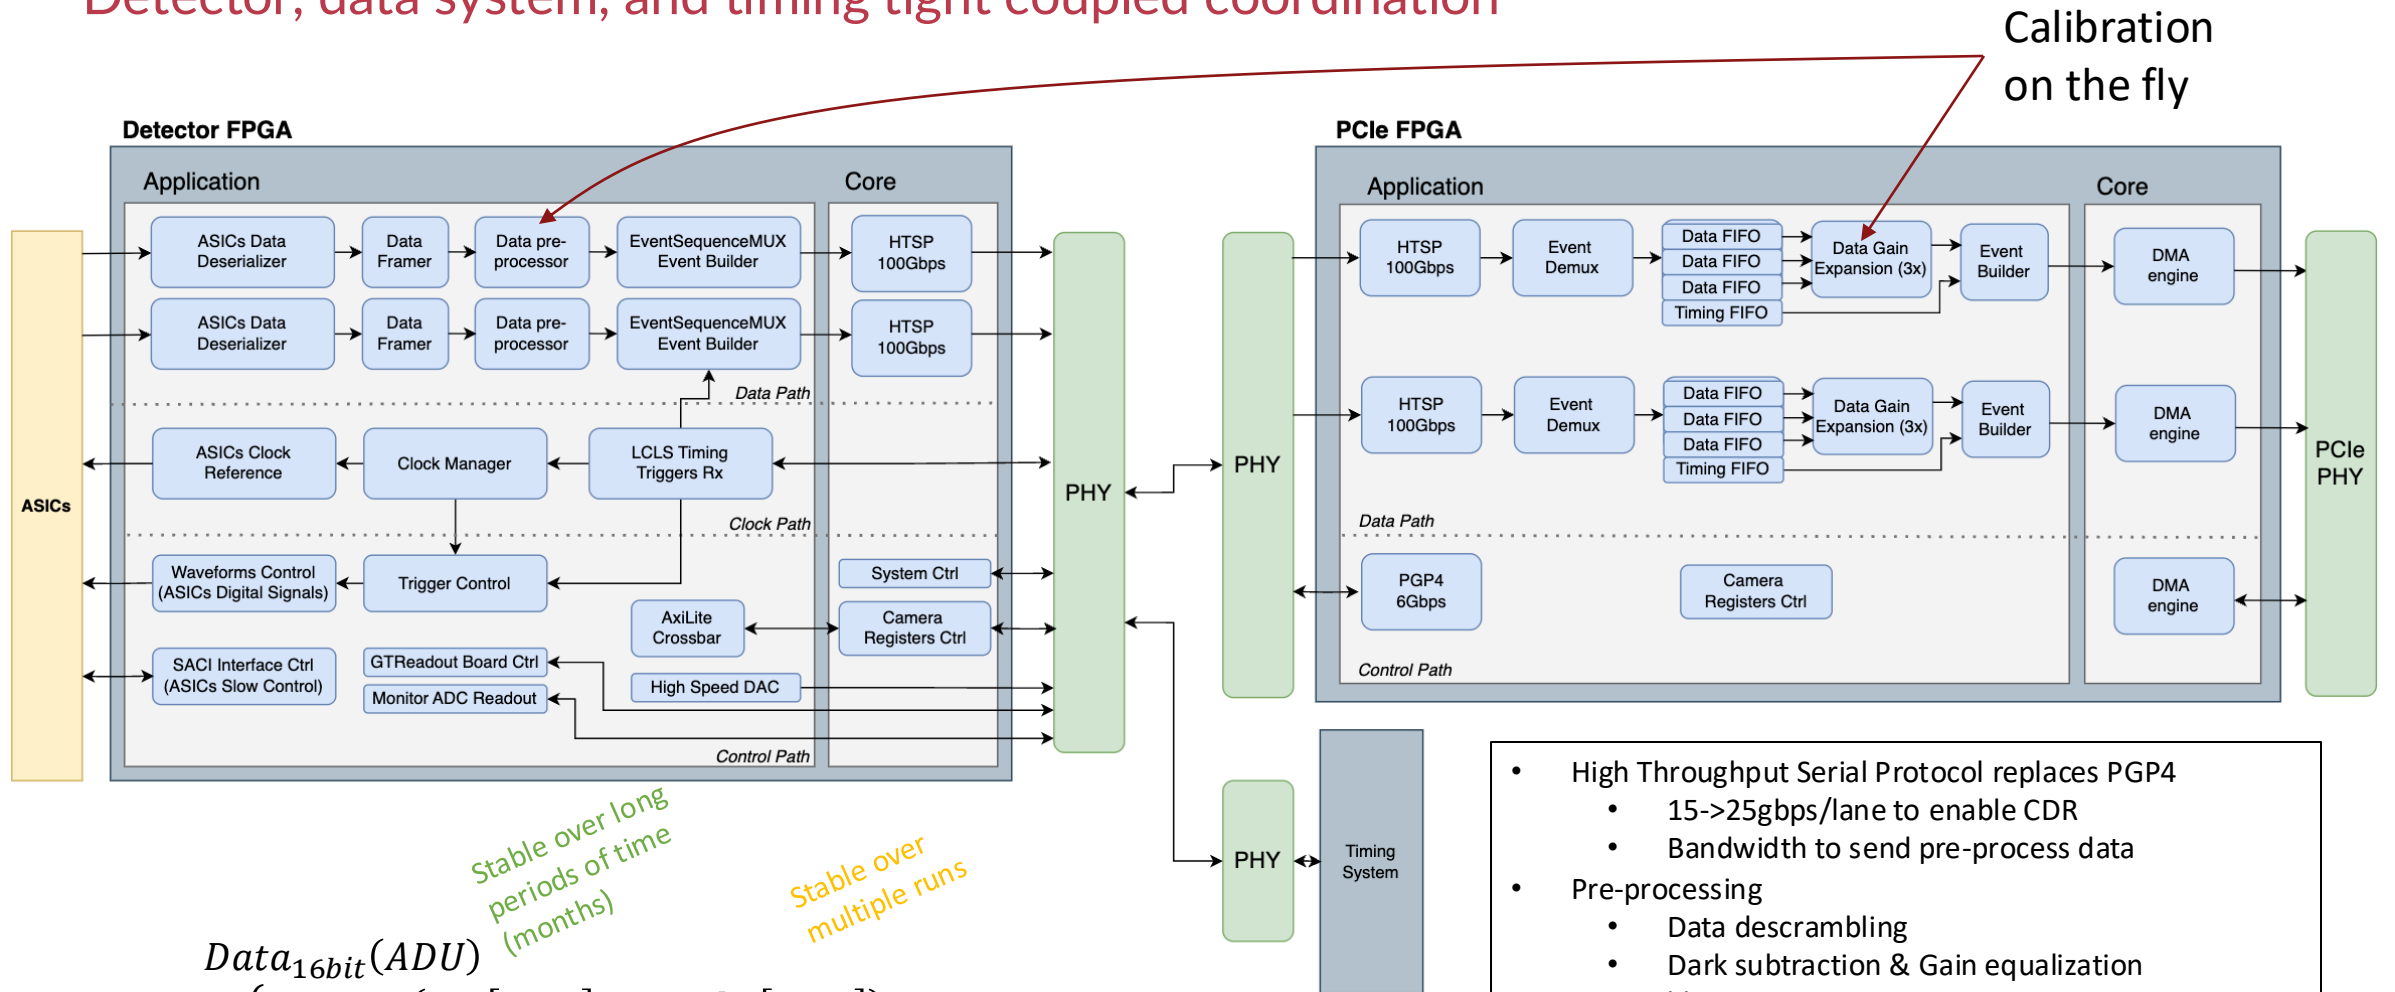 Detector, data system, and timing tight coupled coordination
Calibration
on the fly
Detector FPGA
Application
Core
ASICs
ASICs Data
Deserializer
Data
Framer
Data pre-
processor
EventSequenceMUX
Event Builder
HTSP
100Gbps
ASICs Data
Deserializer
Data
Framer
Data pre-
processor
EventSequenceMUX
Event Builder
HTSP
100Gbps
Data Path
ASICs Clock
Reference
Clock Manager
LCLS Timing
Triggers Rx
Clock Path
Waveforms Control
(ASICs Digital Signals)
Trigger Control
System Ctrl
AxiLite
Crossbar
Camera
Registers Ctrl
SACI Interface Ctrl
(ASICs Slow Control)
GTReadout Board Ctrl
Monitor ADC Readout
High Speed DAC
Control Path
PHY
PHY
PCIe FPGA
Application
Core
HTSP
100Gbps
Event
Demux
Data FIFO
Data FIFO
Data FIFO
Timing FIFO
Data Gain
Expansion (3x)
Event
Builder
DMA
engine
HTSP
100Gbps
Event
Demux
Data FIFO
Data FIFO
Data FIFO
Timing FIFO
Data Gain
Expansion (3x)
Event
Builder
DMA
engine
Data Path
PGP4
6Gbps
Camera
Registers Ctrl
DMA
engine
Control Path
PCIe
PHY
PHY
Timing
System
Stable over long
periods of time
(months)
Stable over
multiple runs
Data16bit(ADU)
• High Throughput Serial Protocol replaces PGP4
• 15->25gbps/lane to enable CDR
• Bandwidth to send pre-process data
• Pre-processing
• Data descrambling
• Dark subtraction & Gain equalization